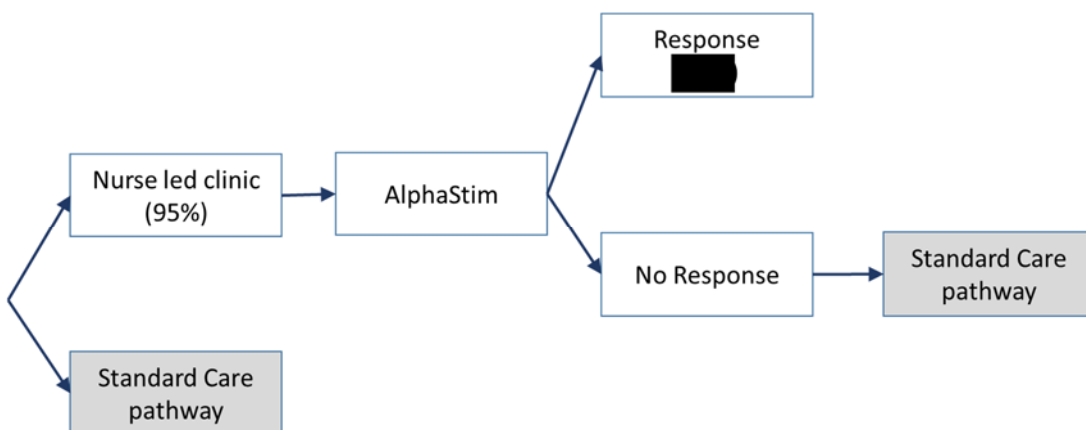 Response
Nurse led clinic
(95%)
AlphaStim
No Response
Standard Care
pathway
Standard Care
pathway